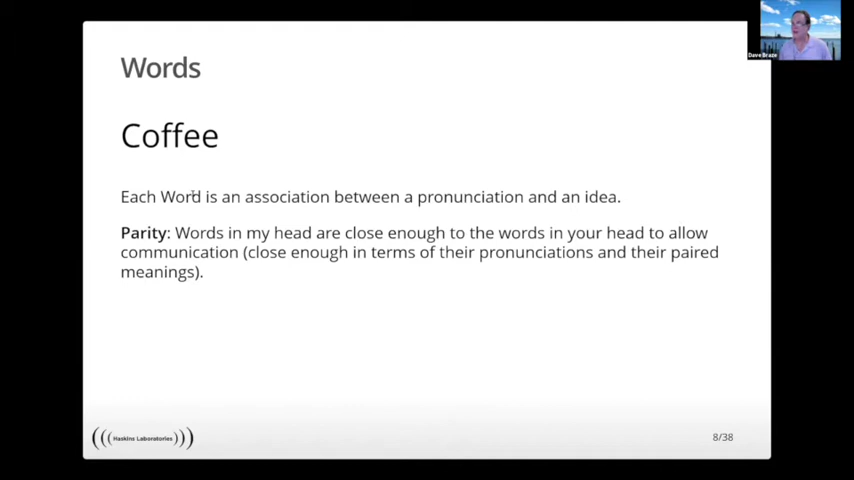 Words
Coffee
Each Word is an association between a pronunciation and an idea.
Parity: Words in my head are close enough to the words in your head to allow
communication (close enough in terms of their pronunciations and their paired
meanings).
Haskins Laboratories
8/38
Dave Braze